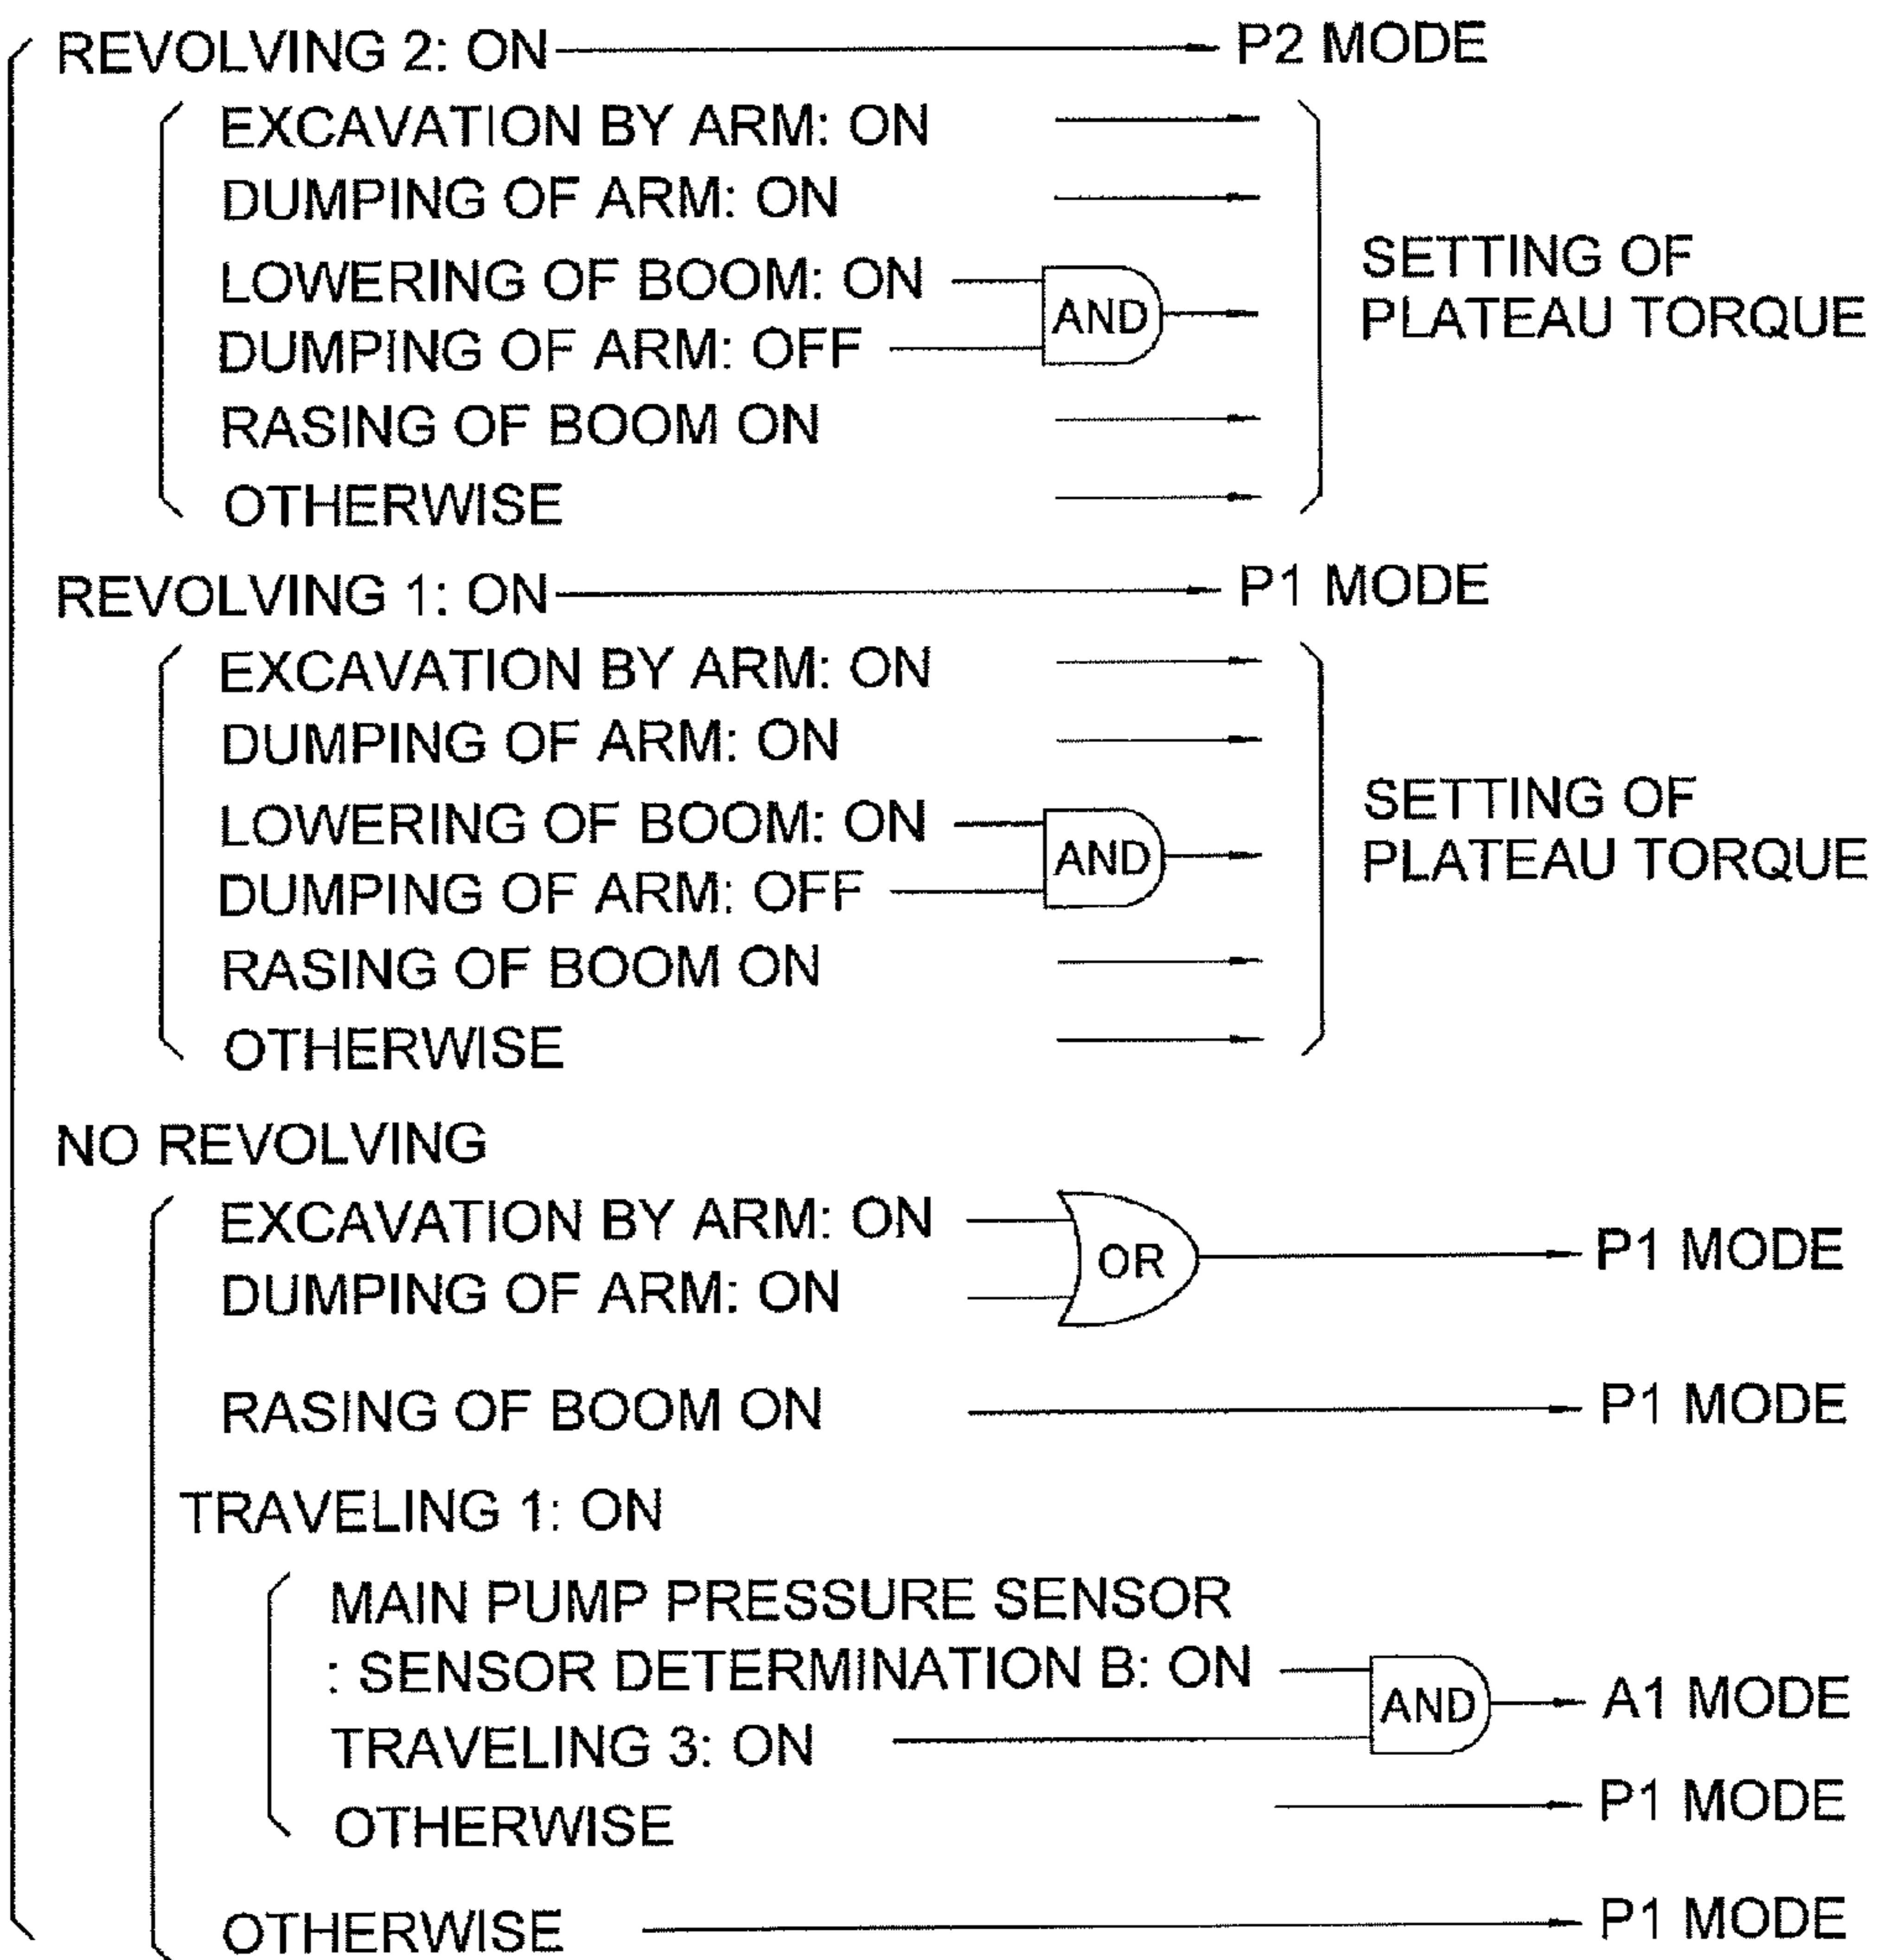 REVOLVING 2: ON P2 MODE
EXCAVATION BY ARM: ON
DUMPING OF ARM: ON
LOWERING OF BOOM: ON
DUMPING OF ARM: OFF
AND
RASING OF BOOM ON
OTHERWISE
SETTING OF
PLATEAU TORQUE
REVOLVING 1: ON P1 MODE
EXCAVATION BY ARM: ON
DUMPING OF ARM: ON
LOWERING OF BOOM: ON
DUMPING OF ARM: OFF
AND
RASING OF BOOM ON
OTHERWISE
SETTING OF
PLATEAU TORQUE
NO REVOLVING
EXCAVATION BY ARM: ON
DUMPING OF ARM: ON
OR
P1 MODE
RASING OF BOOM ON P1 MODE
TRAVELING 1: ON
MAIN PUMP PRESSURE SENSOR
: SENSOR DETERMINATION B: ON
TRAVELING 3: ON
AND
A1 MODE
OTHERWISE P1 MODE
OTHERWISE P1 MODE